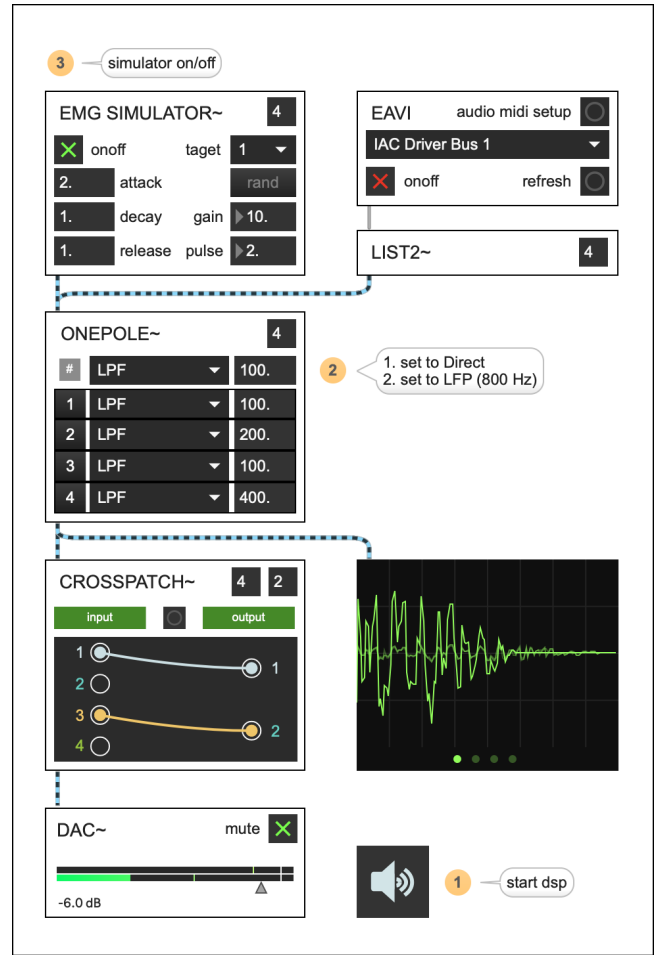 3 simulator on/off
EMG SIMULATOR~ 4
onoff taget 1
2. attack rand
1. decay gain 10.
1. release pulse 2.
EAVI audio midi setup
IAC Driver Bus 1
onoff refresh
LIST2~ 4
ONEPOLE~ 4
# LPF 100.
1 LPF 100.
2 LPF 200.
3 LPF 100.
4 LPF 400.
2 1. set to Direct
2. set to LFP (800 Hz)
CROSSPATCH~ 4 2
input output
1 1
2
3 2
4
DAC~ mute
-6.0 dB
1 start dsp